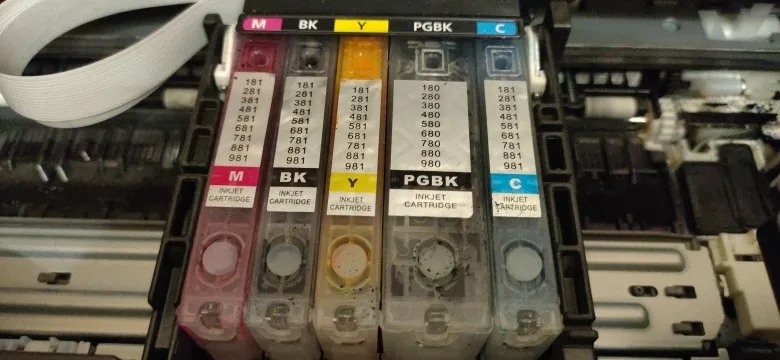 M BK Y PGBK C
181
281
381
481
581
681
781
881
981
M
INKJET
CARTRIDGE
181
281
381
481
581
681
781
881
981
BK
INKJET
CARTRIDGE
181
281
381
481
581
681
781
881
981
Y
INKJET
CARTRIDGE
180
280
380
480
580
680
780
880
980
PGBK
INKJET
CARTRIDGE
181
281
381
481
581
681
781
881
981
C
INKJET
CARTRIDGE